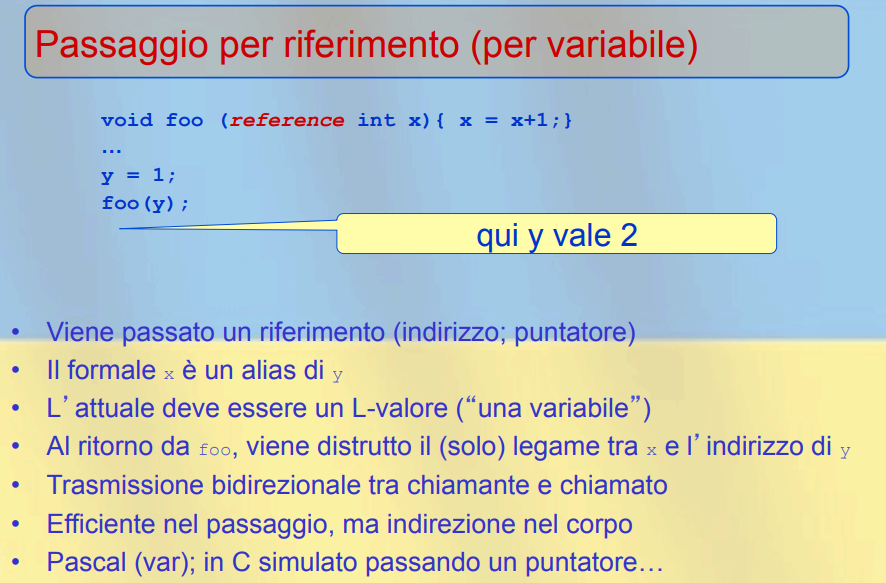 Passaggio per riferimento (per variabile)
void foo (reference int x){ x = x+1;}
…
y = 1;
foo(y);
qui y vale 2
• Viene passato un riferimento (indirizzo; puntatore)
• Il formale x è un alias di y
• L’attuale deve essere un L-valore (“una variabile”)
• Al ritorno da foo, viene distrutto il (solo) legame tra x e l’indirizzo di y
• Trasmissione bidirezionale tra chiamante e chiamato
• Efficiente nel passaggio, ma indirezione nel corpo
• Pascal (var); in C simulato passando un puntatore…